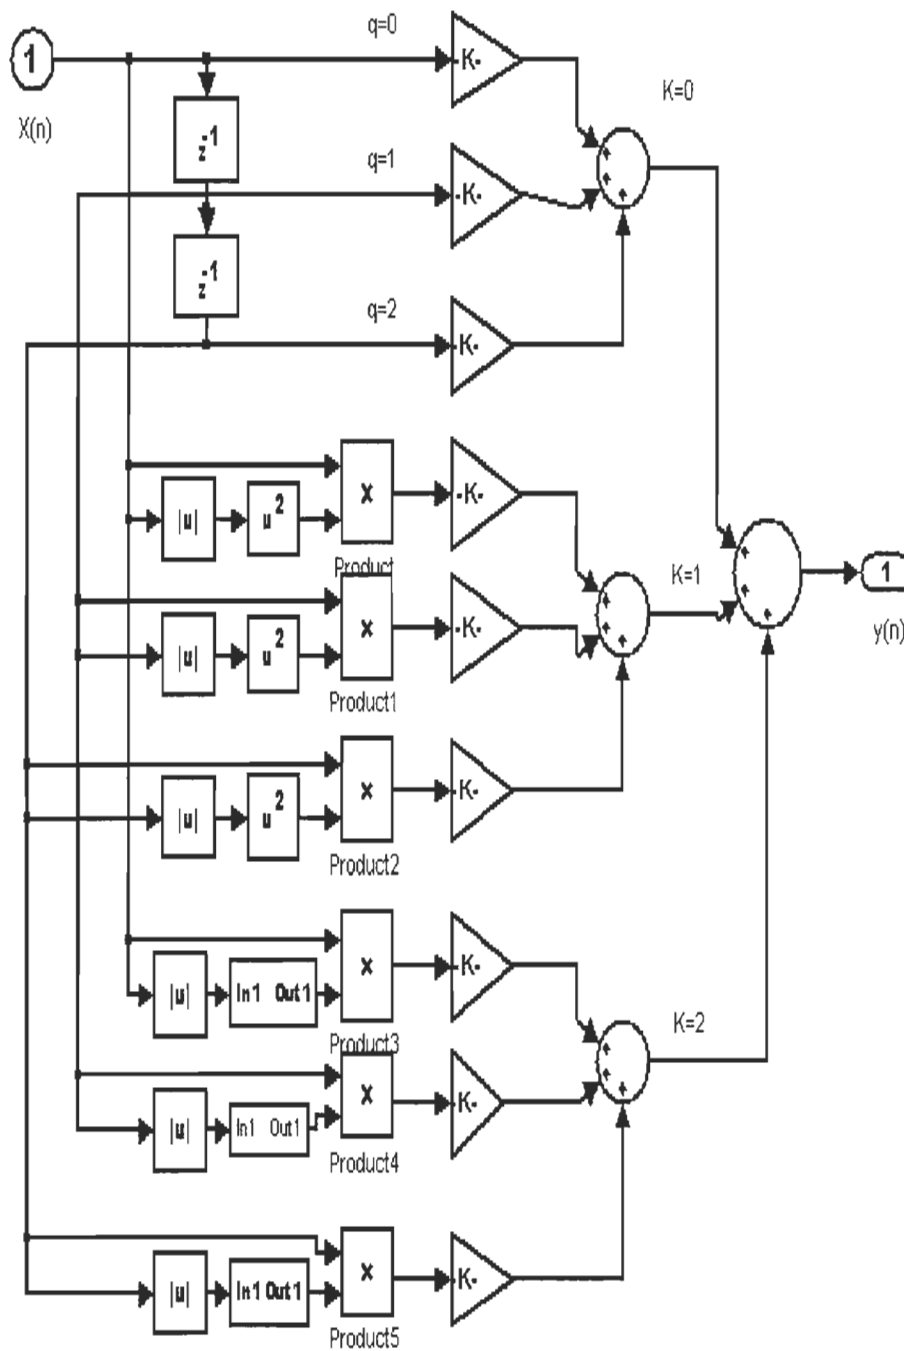 q=0
-K-
1
K=0
X(n)
z-1
q=1
-K-
z-1
q=2
-K-
-K-
x
|u|
u2
Product
K=1
1
-K-
x
|u|
u2
y(n)
Product1
-K-
x
|u|
u2
Product2
-K-
x
|u|
In1 Out1
K=2
Product3
-K-
x
|u|
In1 Out1
Product4
-K-
x
|u|
In1 Out1
Product5